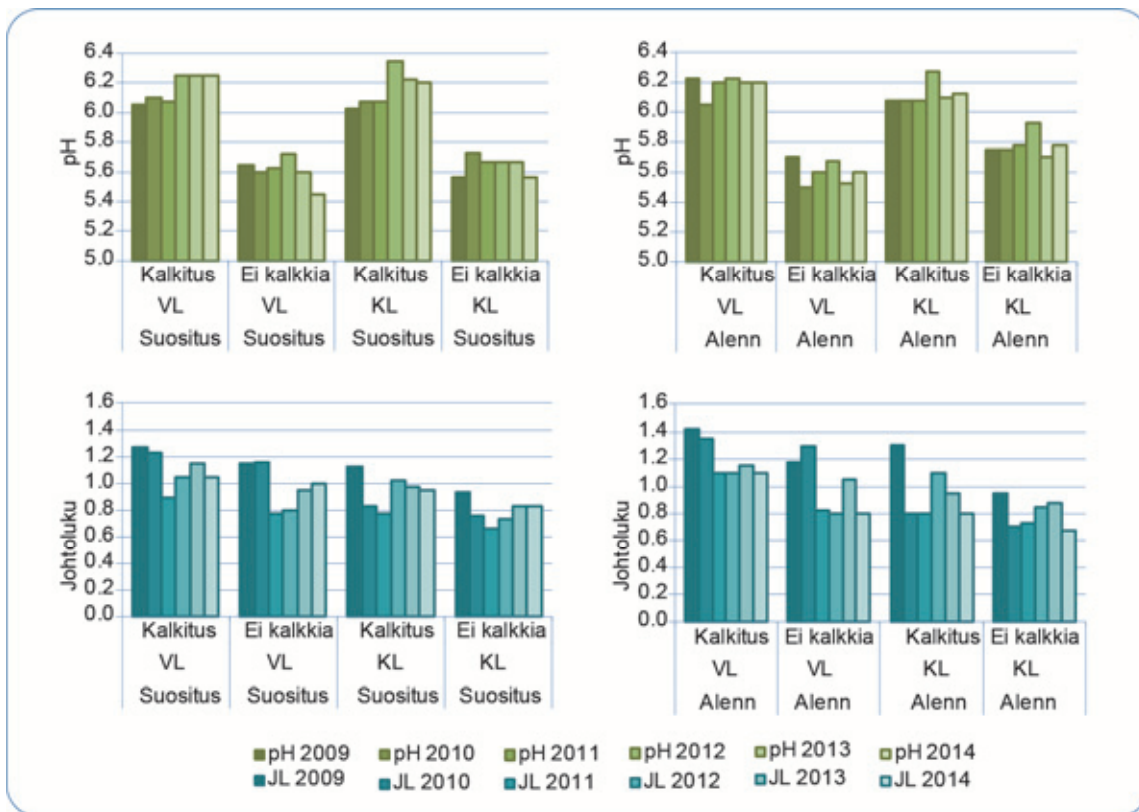 pH
6.4
6.2
6.0
5.8
5.6
5.4
5.2
5.0
Kalkitus Ei kalkkia Kalkitus Ei kalkkia
VL VL KL KL
Suositus Suositus Suositus Suositus
pH
6.4
6.2
6.0
5.8
5.6
5.4
5.2
5.0
Kalkitus Ei kalkkia Kalkitus Ei kalkkia
VL VL KL KL
Alenn Alenn Alenn Alenn
Johtoluku
1.6
1.4
1.2
1.0
0.8
0.6
0.4
0.2
0.0
Kalkitus Ei kalkkia Kalkitus Ei kalkkia
VL VL KL KL
Suositus Suositus Suositus Suositus
Johtoluku
1.6
1.4
1.2
1.0
0.8
0.6
0.4
0.2
0.0
Kalkitus Ei kalkkia Kalkitus Ei kalkkia
VL VL KL KL
Alenn Alenn Alenn Alenn
pH 2009 pH 2010 pH 2011 pH 2012 pH 2013 pH 2014
JL 2009 JL 2010 JL 2011 JL 2012 JL 2013 JL 2014